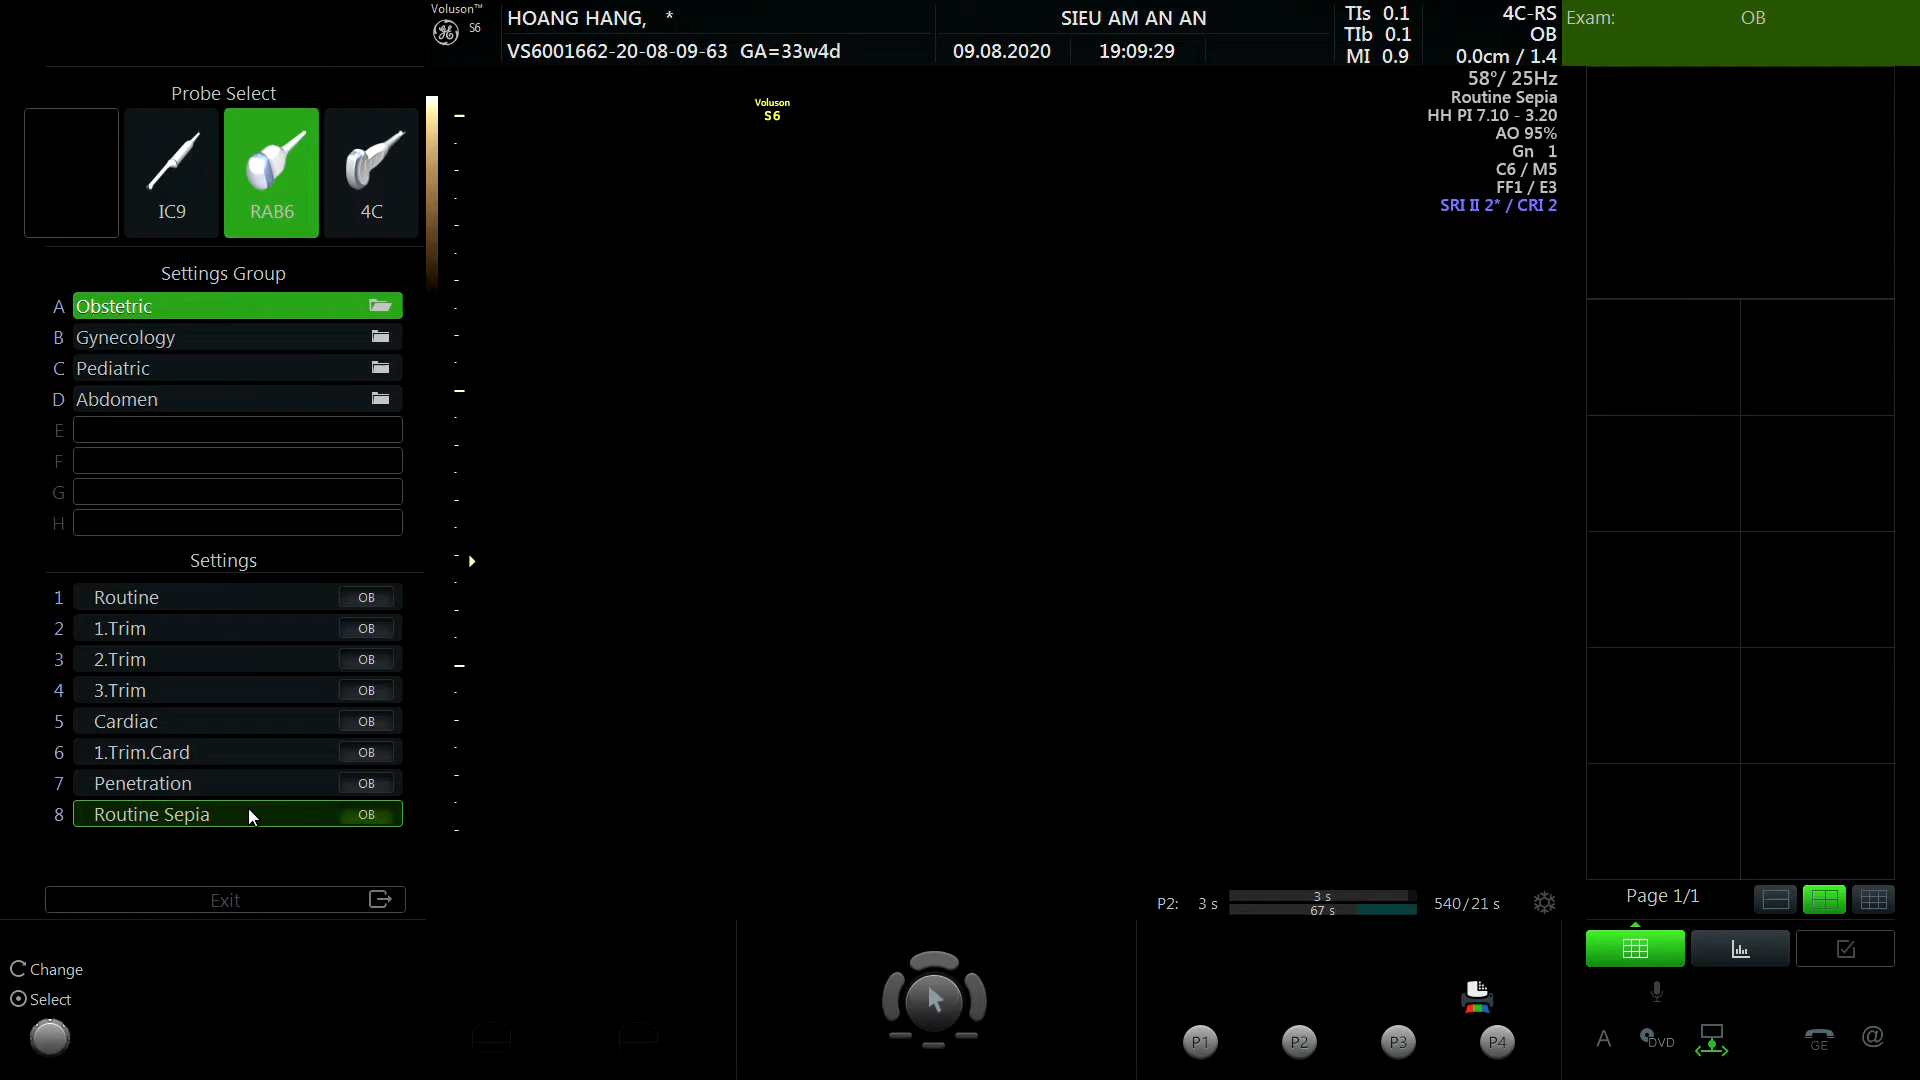 Voluson™
S6
HOANG HANG, *
VS6001662-20-08-09-63 GA=33w4d
SIEU AM AN AN
09.08.2020 19:09:29
TIs 0.1
TIb 0.1
MI 0.9
4C-RS
OB
0.0cm / 1.4
58°/ 25Hz
Routine Sepia
HH PI 7.10 - 3.20
AO 95%
Gn 1
C6 / M5
FF1 / E3
SRI II 2* / CRI 2
Exam: OB
Probe Select
IC9
RAB6
4C
Settings Group
A Obstetric
B Gynecology
C Pediatric
D Abdomen
E
F
G
H
Settings
1 Routine OB
2 1.Trim OB
3 2.Trim OB
4 3.Trim OB
5 Cardiac OB
6 1.Trim.Card OB
7 Penetration OB
8 Routine Sepia OB
Exit
Change
Select
Voluson
S6
P2: 3 s
3 s
67 s
540/21 s
P1
P2
P3
P4
Page 1/1
A
DVD
GE
@